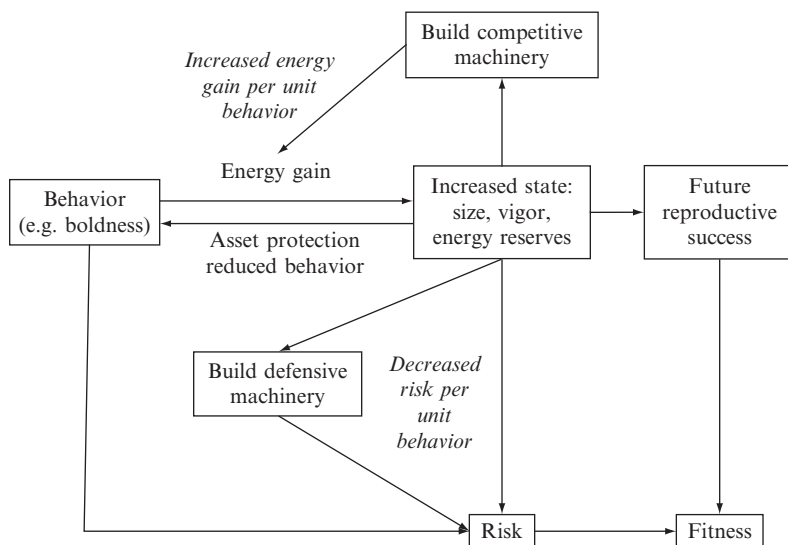 Build competitive
machinery
Increased energy
gain per unit
behavior
Energy gain
Behavior
(e.g. boldness)
Increased state:
size, vigor,
energy reserves
Future
reproductive
success
Asset protection
reduced behavior
Build defensive
machinery
Decreased
risk per
unit
behavior
Risk
Fitness